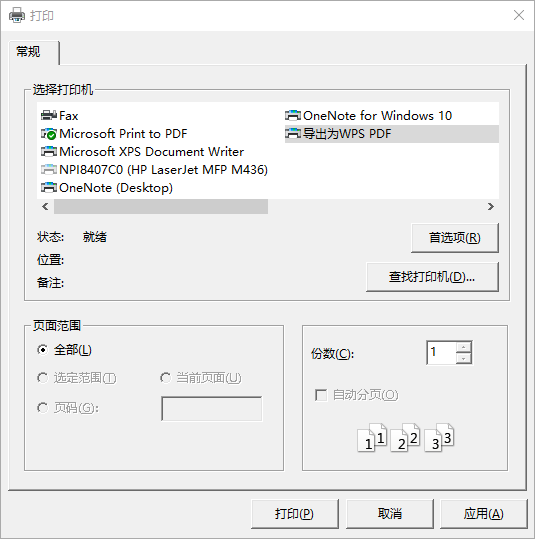 打印
常规
选择打印机
Fax
OneNote for Windows 10
Microsoft Print to PDF
导出为WPS PDF
Microsoft XPS Document Writer
NPI8407C0 (HP LaserJet MFP M436)
OneNote (Desktop)
状态: 就绪
首选项(R)
位置:
备注:
查找打印机(D)...
页面范围
全部(L)
选定范围(T)
当前页面(U)
页码(G):
份数(C): 1
自动分页(O)
1 1 2 2 3 3
打印(P)
取消
应用(A)